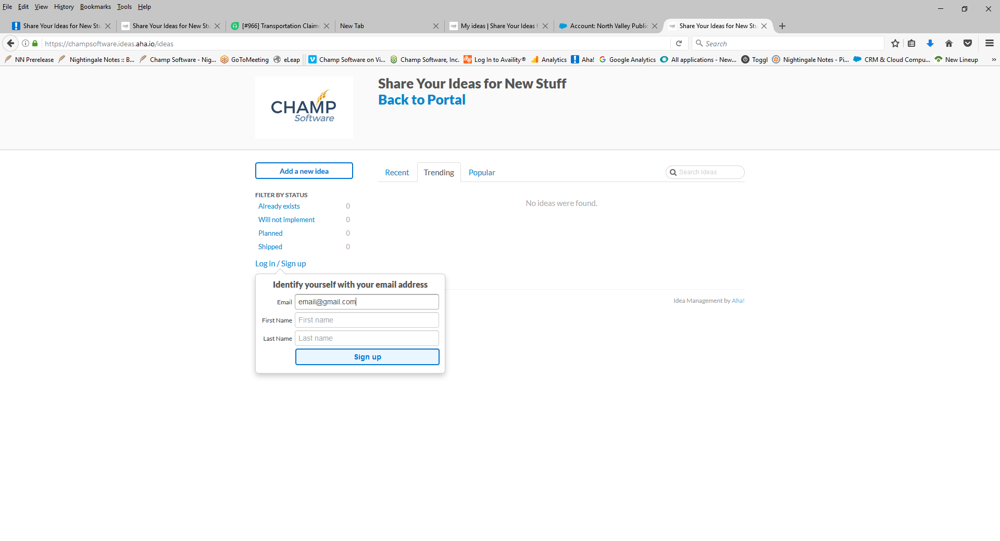 File Edit View History Bookmarks Tools Help
Share Your Ideas for New Stu
Share Your Ideas for New Stu
[#966] Transportation Claim
New Tab
My ideas | Share Your Ideas f
Account: North Valley Public
Share Your Ideas for New Stu
https://champsoftware.ideas.aha.io/ideas
Search
NN Prerelease
Nightingale Notes :: B...
Champ Software - Nig...
GoToMeeting
eLeap
Champ Software on Vi...
Champ Software, Inc.
Log In to Availity®
Analytics
Aha!
Google Analytics
All applications - New...
Toggl
Nightingale Notes - Pi...
CRM & Cloud Compu...
New Lineup
»
CHAMP
Software
Share Your Ideas for New Stuff
Back to Portal
Add a new idea
Recent
Trending
Popular
Search Ideas
FILTER BY STATUS
Already exists 0
Will not implement 0
Planned 0
Shipped 0
No ideas were found.
Log in / Sign up
Identify yourself with your email address
Email email@gmail.com
First Name First name
Last Name Last name
Sign up
Idea Management by Aha!